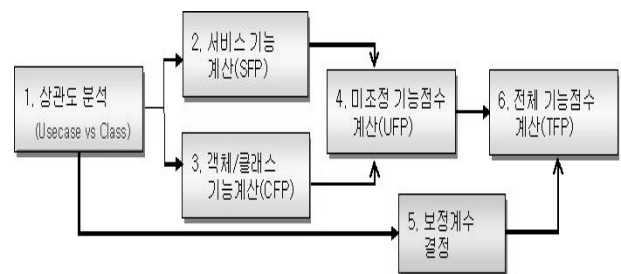 1. 상관도 분석
(Usecase vs Class)
2. 서비스 기능
계산(SFP)
3. 객체/클래스
기능계산(CFP)
4. 미조정 기능점수
계산(UFP)
5. 보정계수
결정
6. 전체 기능점수
계산(TFP)